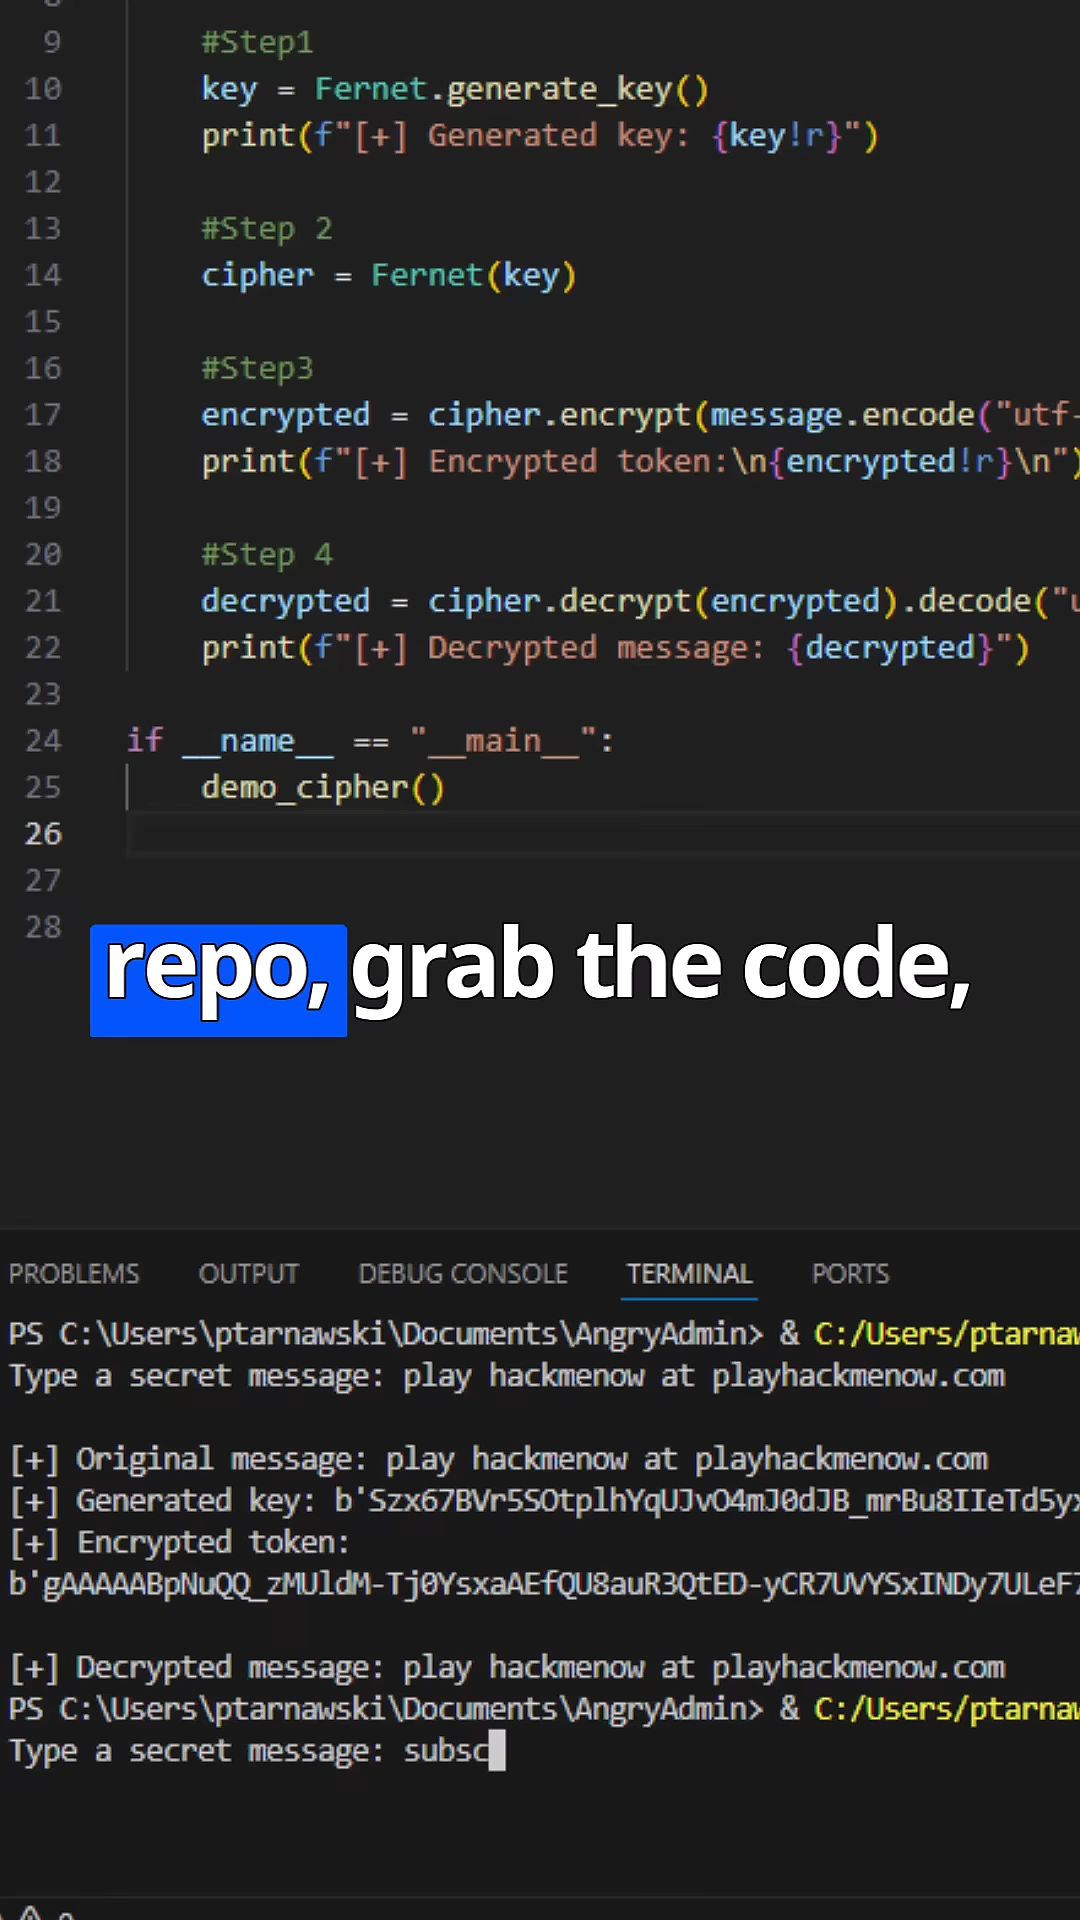 9 #Step1
10 key = Fernet.generate_key()
11 print(f"[+] Generated key: {key!r}")
12
13 #Step 2
14 cipher = Fernet(key)
15
16 #Step3
17 encrypted = cipher.encrypt(message.encode("utf-
18 print(f"[+] Encrypted token:\n{encrypted!r}\n")
19
20 #Step 4
21 decrypted = cipher.decrypt(encrypted).decode("u
22 print(f"[+] Decrypted message: {decrypted}")
23
24 if __name__ == "__main__":
25 demo_cipher()
26
27
28
repo, grab the code,
PROBLEMS OUTPUT DEBUG CONSOLE TERMINAL PORTS
PS C:\Users\ptarnawski\Documents\AngryAdmin> & C:/Users/ptarnaw
Type a secret message: play hackmenow at playhackmenow.com
[+] Original message: play hackmenow at playhackmenow.com
[+] Generated key: b'Szx67BVr5SOtplhYqUJvO4mJ0dJB_mrBu8IIeTd5yx
[+] Encrypted token:
b'gAAAAABpNuQQ_zMUldM-Tj0YsxaAEfQU8auR3QtED-yCR7UVYSxINDy7ULeF7
[+] Decrypted message: play hackmenow at playhackmenow.com
PS C:\Users\ptarnawski\Documents\AngryAdmin> & C:/Users/ptarnaw
Type a secret message: subsc